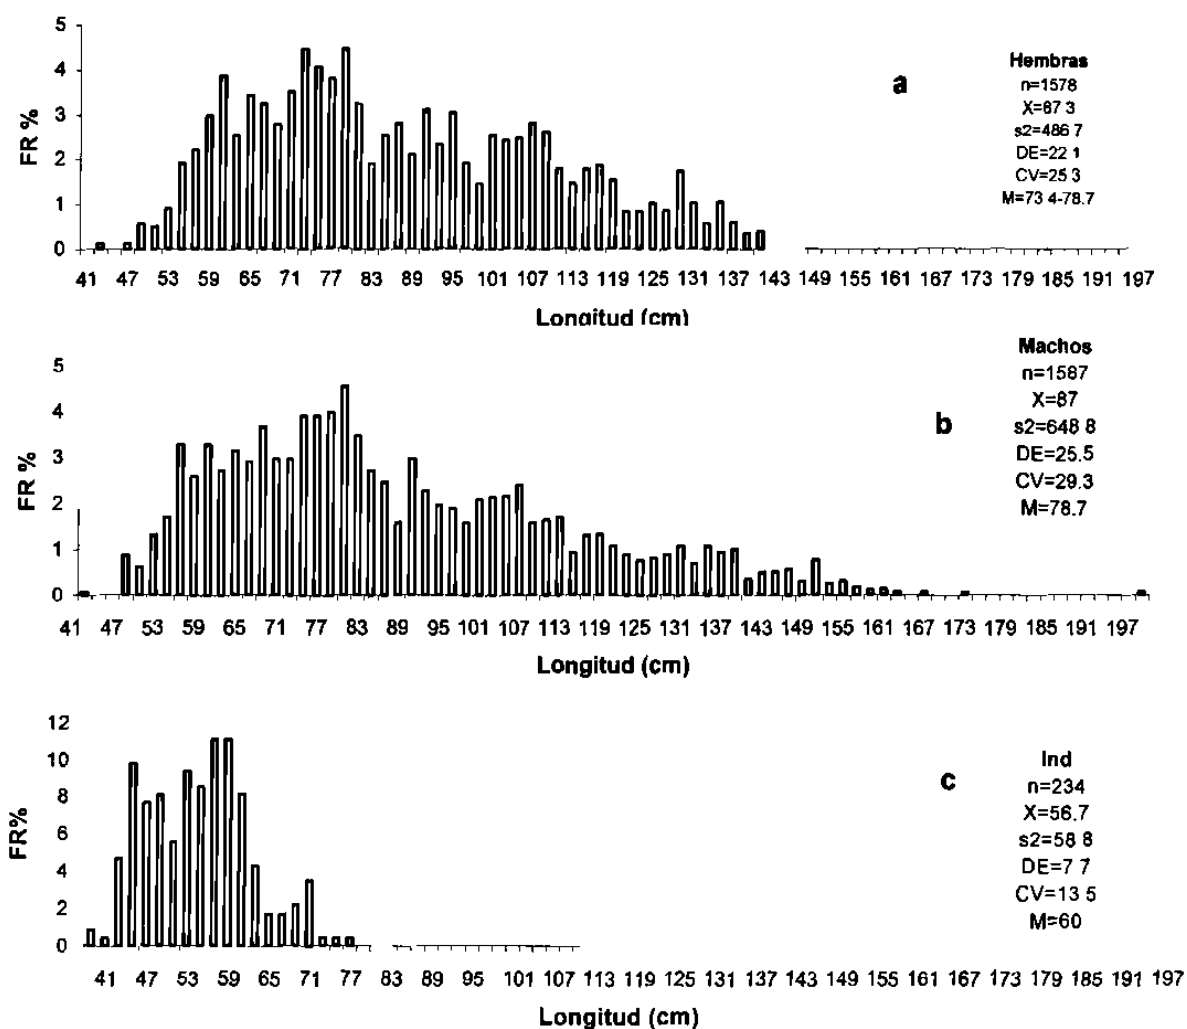 5
4
3
2
1
0
FR %
a
Hembras
n=1578
X=87 3
s2=486 7
DE=22 1
CV=25 3
M=73 4-78.7
41 47 53 59 65 71 77 83 89 95 101 107 113 119 125 131 137 143 149 155 161 167 173 179 185 191 197
Longitud (cm)
5
4
3
2
1
0
FR %
b
Machos
n=1587
X=87
s2=648 8
DE=25.5
CV=29.3
M=78.7
41 47 53 59 65 71 77 83 89 95 101 107 113 119 125 131 137 143 149 155 161 167 173 179 185 191 197
Longitud (cm)
12
10
8
6
4
2
0
FR%
c
Ind
n=234
X=56.7
s2=58 8
DE=7 7
CV=13 5
M=60
41 47 53 59 65 71 77 83 89 95 101 107 113 119 125 131 137 143 149 155 161 167 173 179 185 191 197
Longitud (cm)